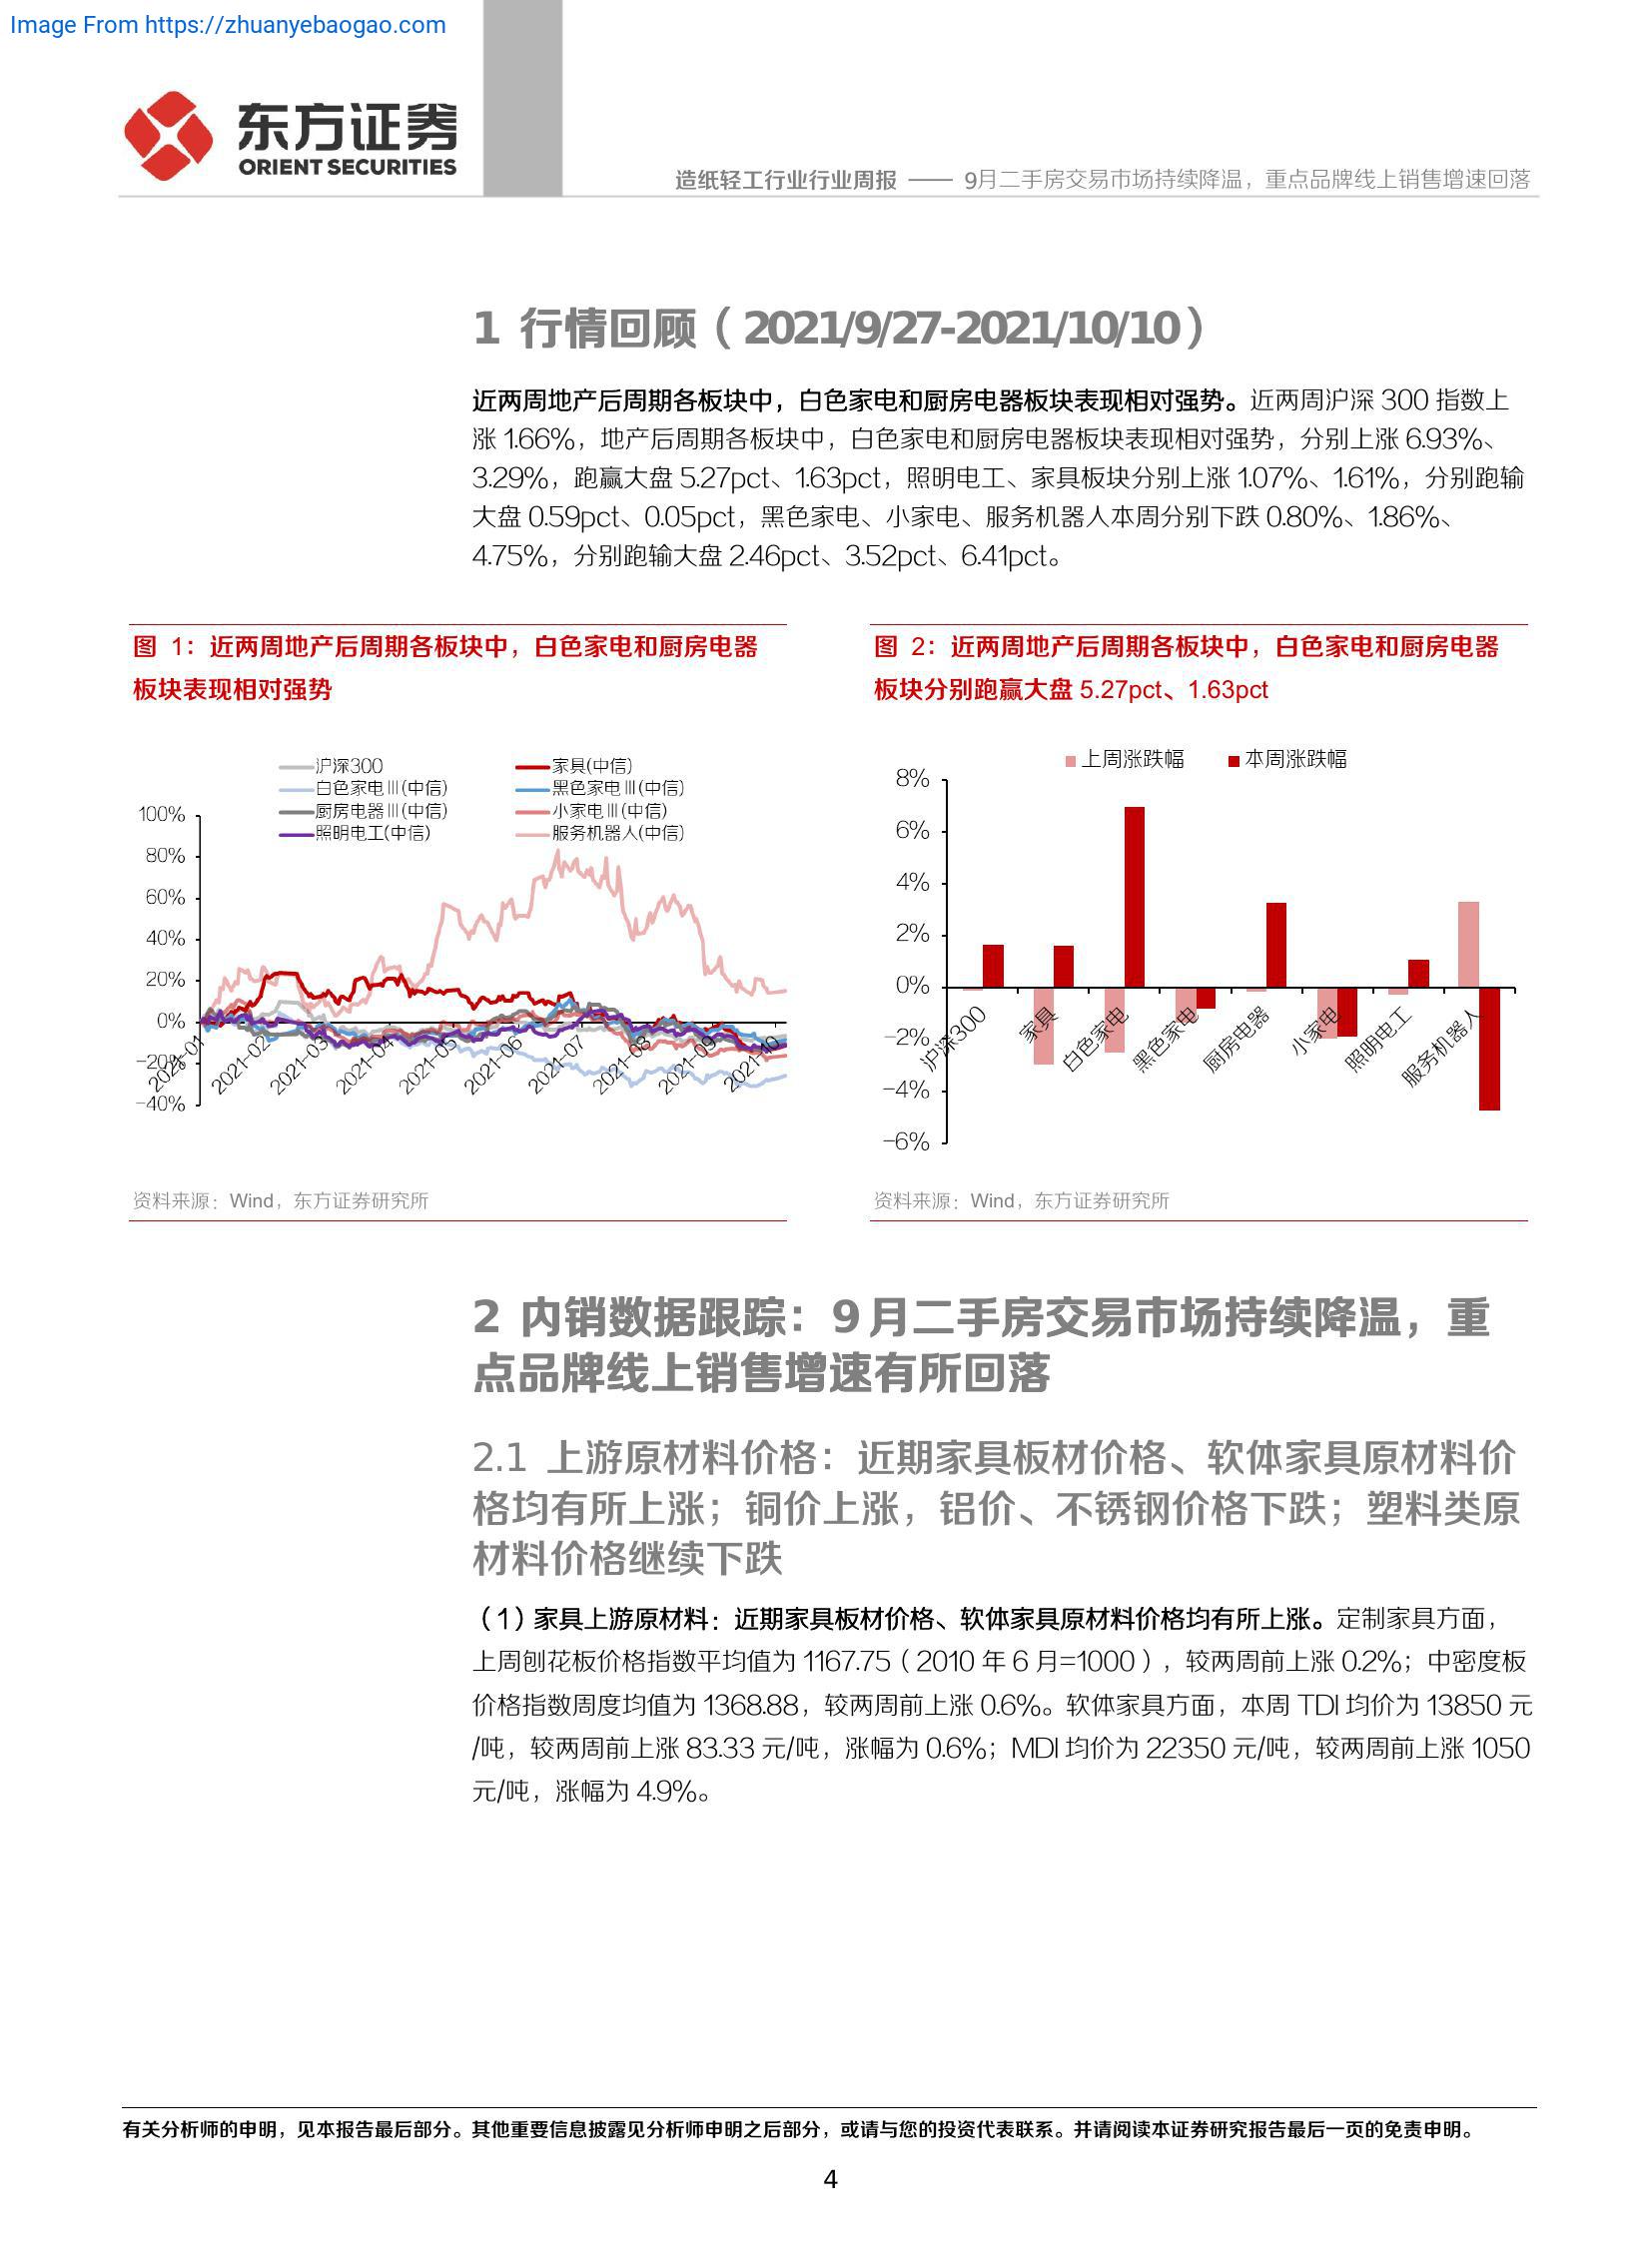 Image From https://zhuanyebaogao.com
东方证券
ORIENT SECURITIES
造纸轻工行业行业周报 —— 9月二手房交易市场持续降温，重点品牌线上销售增速回落
1 行情回顾（2021/9/27-2021/10/10）
近两周地产后周期各板块中，白色家电和厨房电器板块表现相对强势。近两周沪深 300 指数上
涨 1.66%，地产后周期各板块中，白色家电和厨房电器板块表现相对强势，分别上涨 6.93%、
3.29%，跑赢大盘 5.27pct、1.63pct，照明电工、家具板块分别上涨 1.07%、1.61%，分别跑输
大盘 0.59pct、0.05pct，黑色家电、小家电、服务机器人本周分别下跌 0.80%、1.86%、
4.75%，分别跑输大盘 2.46pct、3.52pct、6.41pct。
图 1：近两周地产后周期各板块中，白色家电和厨房电器
板块表现相对强势
沪深300
家具(中信)
白色家电Ⅲ(中信)
黑色家电Ⅲ(中信)
厨房电器Ⅲ(中信)
小家电Ⅲ(中信)
照明电工(中信)
服务机器人(中信)
100%
80%
60%
40%
20%
0%
-20%
-40%
2021-01
2021-02
2021-03
2021-04
2021-05
2021-06
2021-07
2021-08
2021-09
2021-10
资料来源：Wind，东方证券研究所
图 2：近两周地产后周期各板块中，白色家电和厨房电器
板块分别跑赢大盘 5.27pct、1.63pct
上周涨跌幅
本周涨跌幅
8%
6%
4%
2%
0%
-2%
-4%
-6%
沪深300
家具
白色家电
黑色家电
厨房电器
小家电
照明电工
服务机器人
资料来源：Wind，东方证券研究所
2 内销数据跟踪：9月二手房交易市场持续降温，重
点品牌线上销售增速有所回落
2.1 上游原材料价格：近期家具板材价格、软体家具原材料价
格均有所上涨；铜价上涨，铝价、不锈钢价格下跌；塑料类原
材料价格继续下跌
（1）家具上游原材料：近期家具板材价格、软体家具原材料价格均有所上涨。定制家具方面，
上周刨花板价格指数平均值为 1167.75（2010 年 6 月=1000），较两周前上涨 0.2%；中密度板
价格指数周度均值为 1368.88，较两周前上涨 0.6%。软体家具方面，本周 TDI 均价为 13850 元
/吨，较两周前上涨 83.33 元/吨，涨幅为 0.6%；MDI 均价为 22350 元/吨，较两周前上涨 1050
元/吨，涨幅为 4.9%。
有关分析师的申明，见本报告最后部分。其他重要信息披露见分析师申明之后部分，或请与您的投资代表联系。并请阅读本证券研究报告最后一页的免责申明。
4